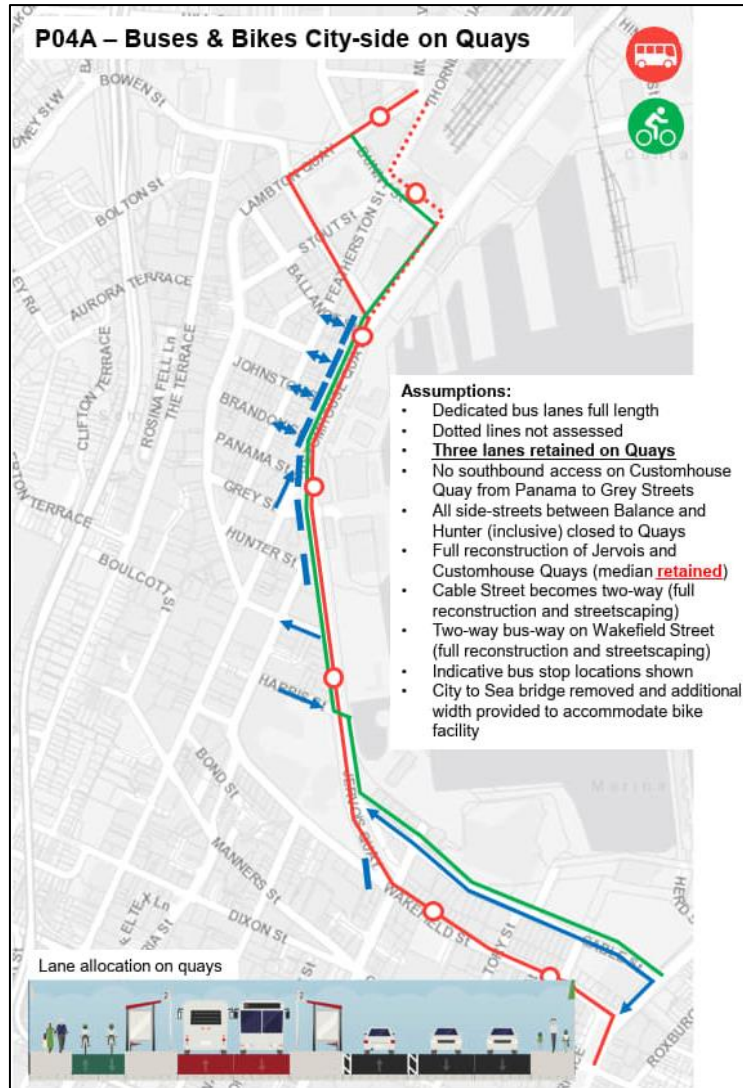 P04A – Buses & Bikes City-side on Quays
BOWEN ST
LAMBTON QUAY
BOLTON ST
STOUT ST
FEATHERSTON ST
AURORA TERRACE
CLIFTON TERRACE
ROSINA FELL Ln
THE TERRACE
PANAMA ST
GREY ST
HUNTER ST
BOULCOTT
HARRIS St
BOND St
JERVOIS QUAY
MANNERS St
DIXON St
WAKEFIELD ST
CABLE St
ROXBURG
Marina
Assumptions:
• Dedicated bus lanes full length
• Dotted lines not assessed
• Three lanes retained on Quays
• No southbound access on Customhouse
Quay from Panama to Grey Streets
• All side-streets between Balance and
Hunter (inclusive) closed to Quays
• Full reconstruction of Jervois and
Customhouse Quays (median retained)
• Cable Street becomes two-way (full
reconstruction and streetscaping)
• Two-way bus-way on Wakefield Street
(full reconstruction and streetscaping)
• Indicative bus stop locations shown
• City to Sea bridge removed and additional
width provided to accommodate bike
facility
Lane allocation on quays